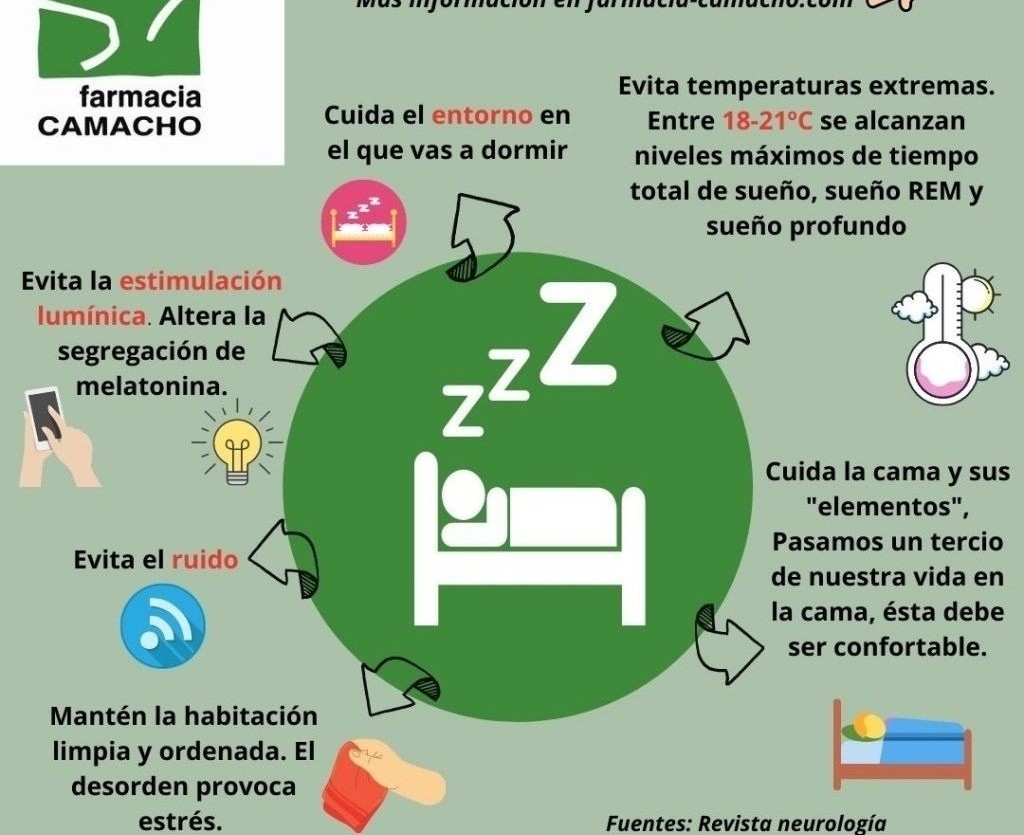 Más información en farmacia-camacho.com
farmacia
CAMACHO
Cuida el entorno en
el que vas a dormir
Evita temperaturas extremas.
Entre 18-21ºC se alcanzan
niveles máximos de tiempo
total de sueño, sueño REM y
sueño profundo
Evita la estimulación
lumínica. Altera la
segregación de
melatonina.
z z z
Z
Z
Z
Cuida la cama y sus
"elementos",
Pasamos un tercio
de nuestra vida en
la cama, ésta debe
ser confortable.
Evita el ruido
Mantén la habitación
limpia y ordenada. El
desorden provoca
estrés.
Fuentes: Revista neurología